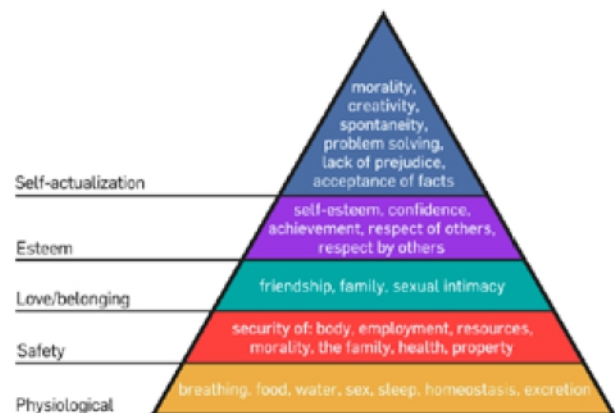 morality,
creativity,
spontaneity,
problem solving,
lack of prejudice,
acceptance of facts
Self-actualization
self-esteem, confidence,
achievement, respect of others,
respect by others
Esteem
friendship, family, sexual intimacy
Love/belonging
security of: body, employment, resources,
morality, the family, health, property
Safety
breathing, food, water, sex, sleep, homeostasis, excretion
Physiological